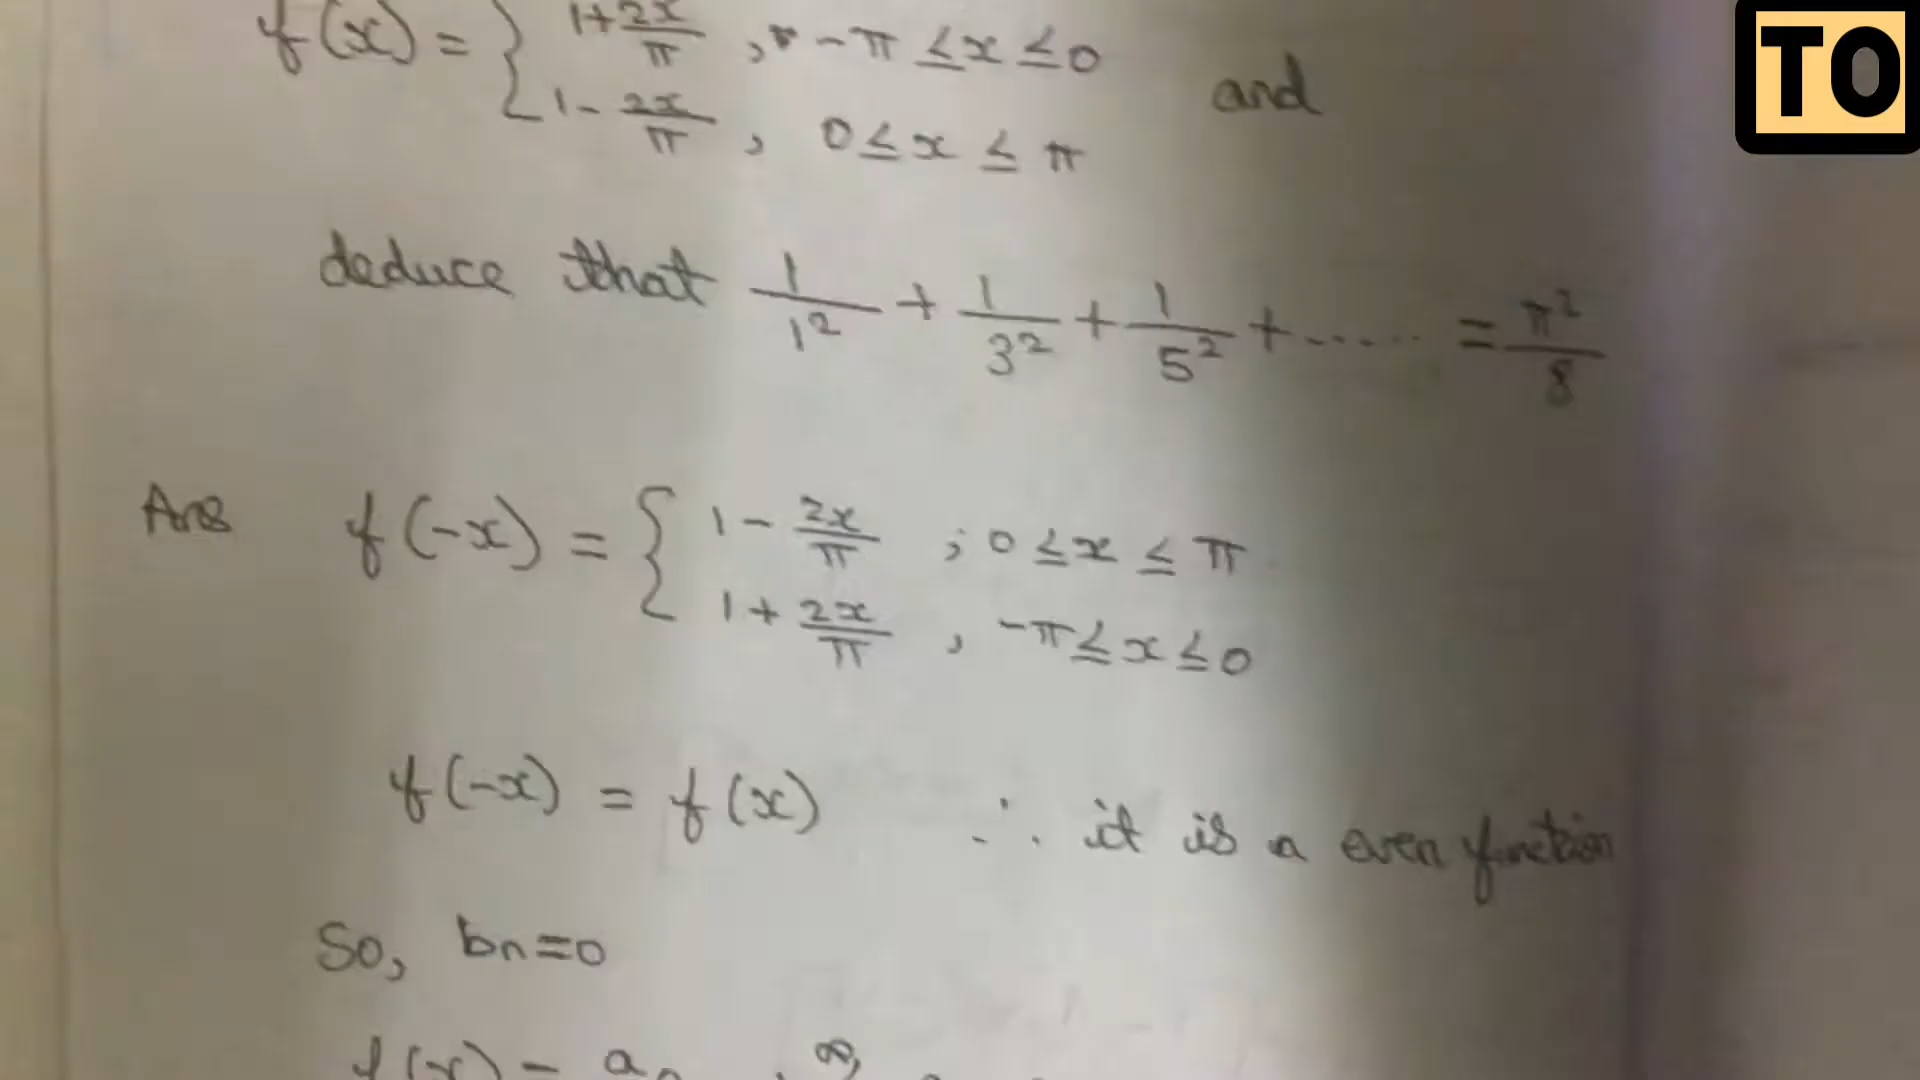 f(x) = { 1+2x/π , -π ≤ x ≤ 0
1 - 2x/π , 0 ≤ x ≤ π and
TO
deduce that 1/1² + 1/3² + 1/5² + ..... = π²/8
Ans f(-x) = { 1 - 2x/π ; 0 ≤ x ≤ π
1 + 2x/π , -π ≤ x ≤ 0
f(-x) = f(x) ∴ it is a even function
So, bn=0